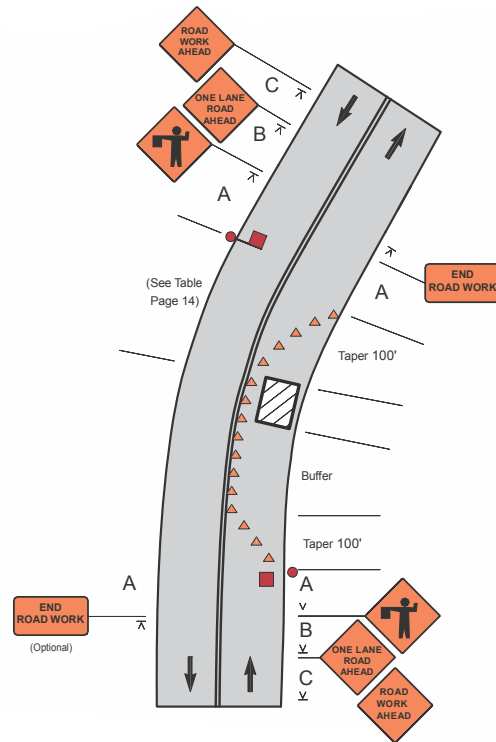 ROAD
WORK
AHEAD
C
ONE LANE
ROAD
AHEAD
B
A
(See Table
Page 14)
A
END
ROAD WORK
Taper 100'
Buffer
Taper 100'
A
END
ROAD WORK
(Optional)
A
B
ONE LANE
ROAD
AHEAD
C
ROAD
WORK
AHEAD